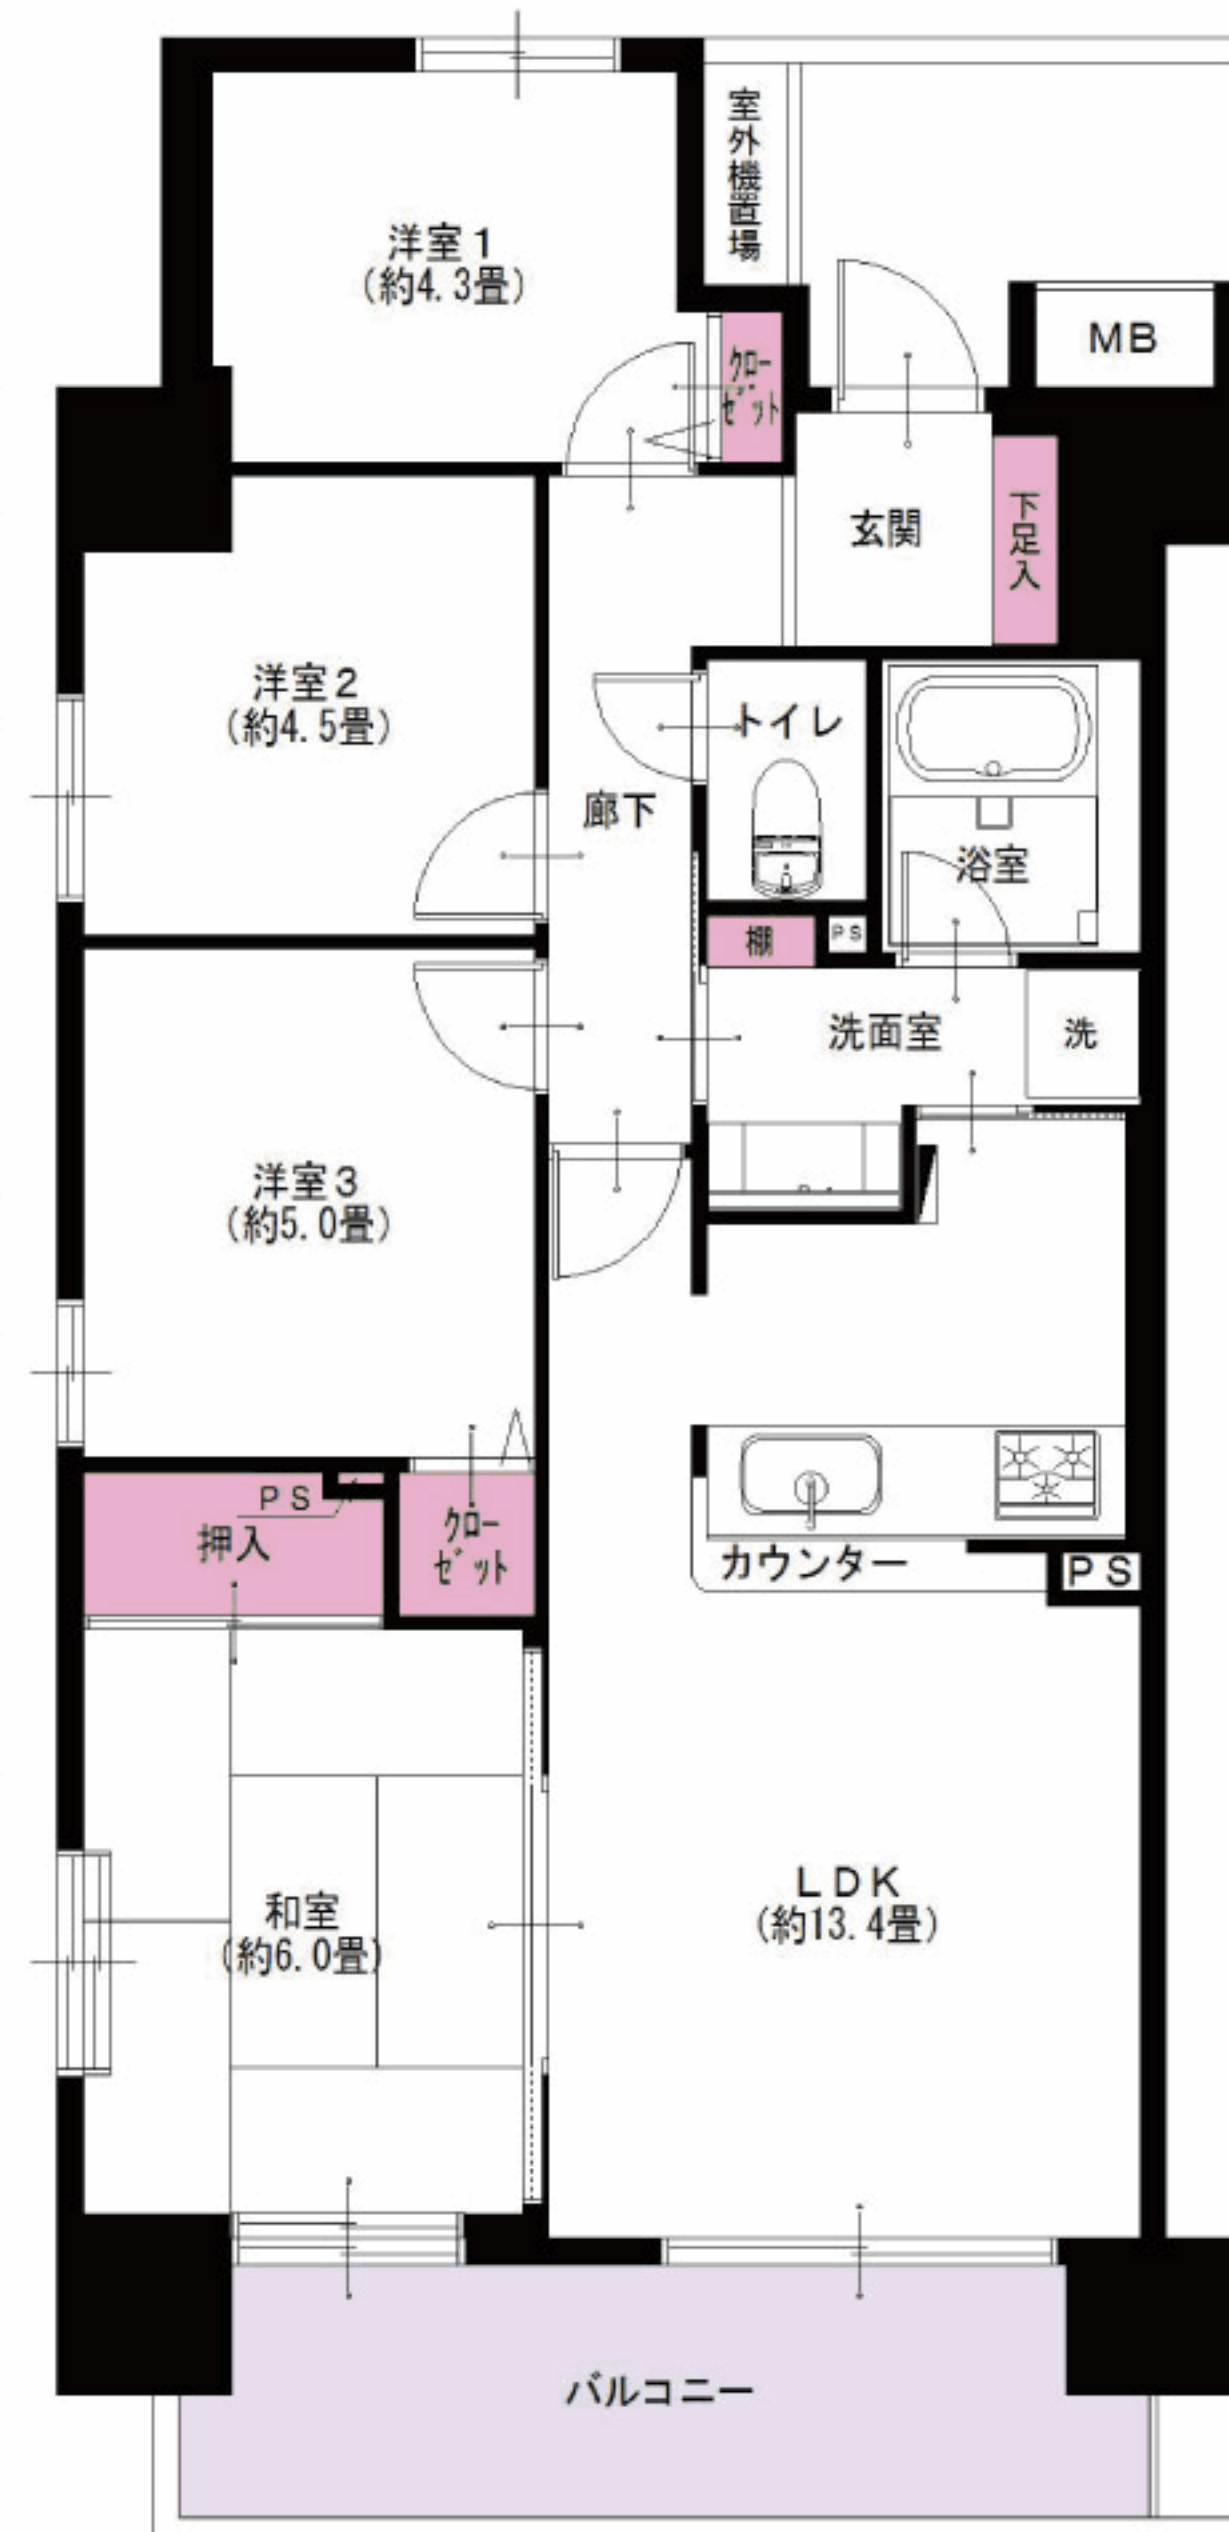 室外機置場
洋室1
(約4.3畳)
MB
クローゼット
玄関
下足入
洋室2
(約4.5畳)
トイレ
廊下
浴室
棚
PS
洗面室
洗
洋室3
(約5.0畳)
PS
押入
クローゼット
カウンター
PS
和室
(約6.0畳)
LDK
(約13.4畳)
バルコニー